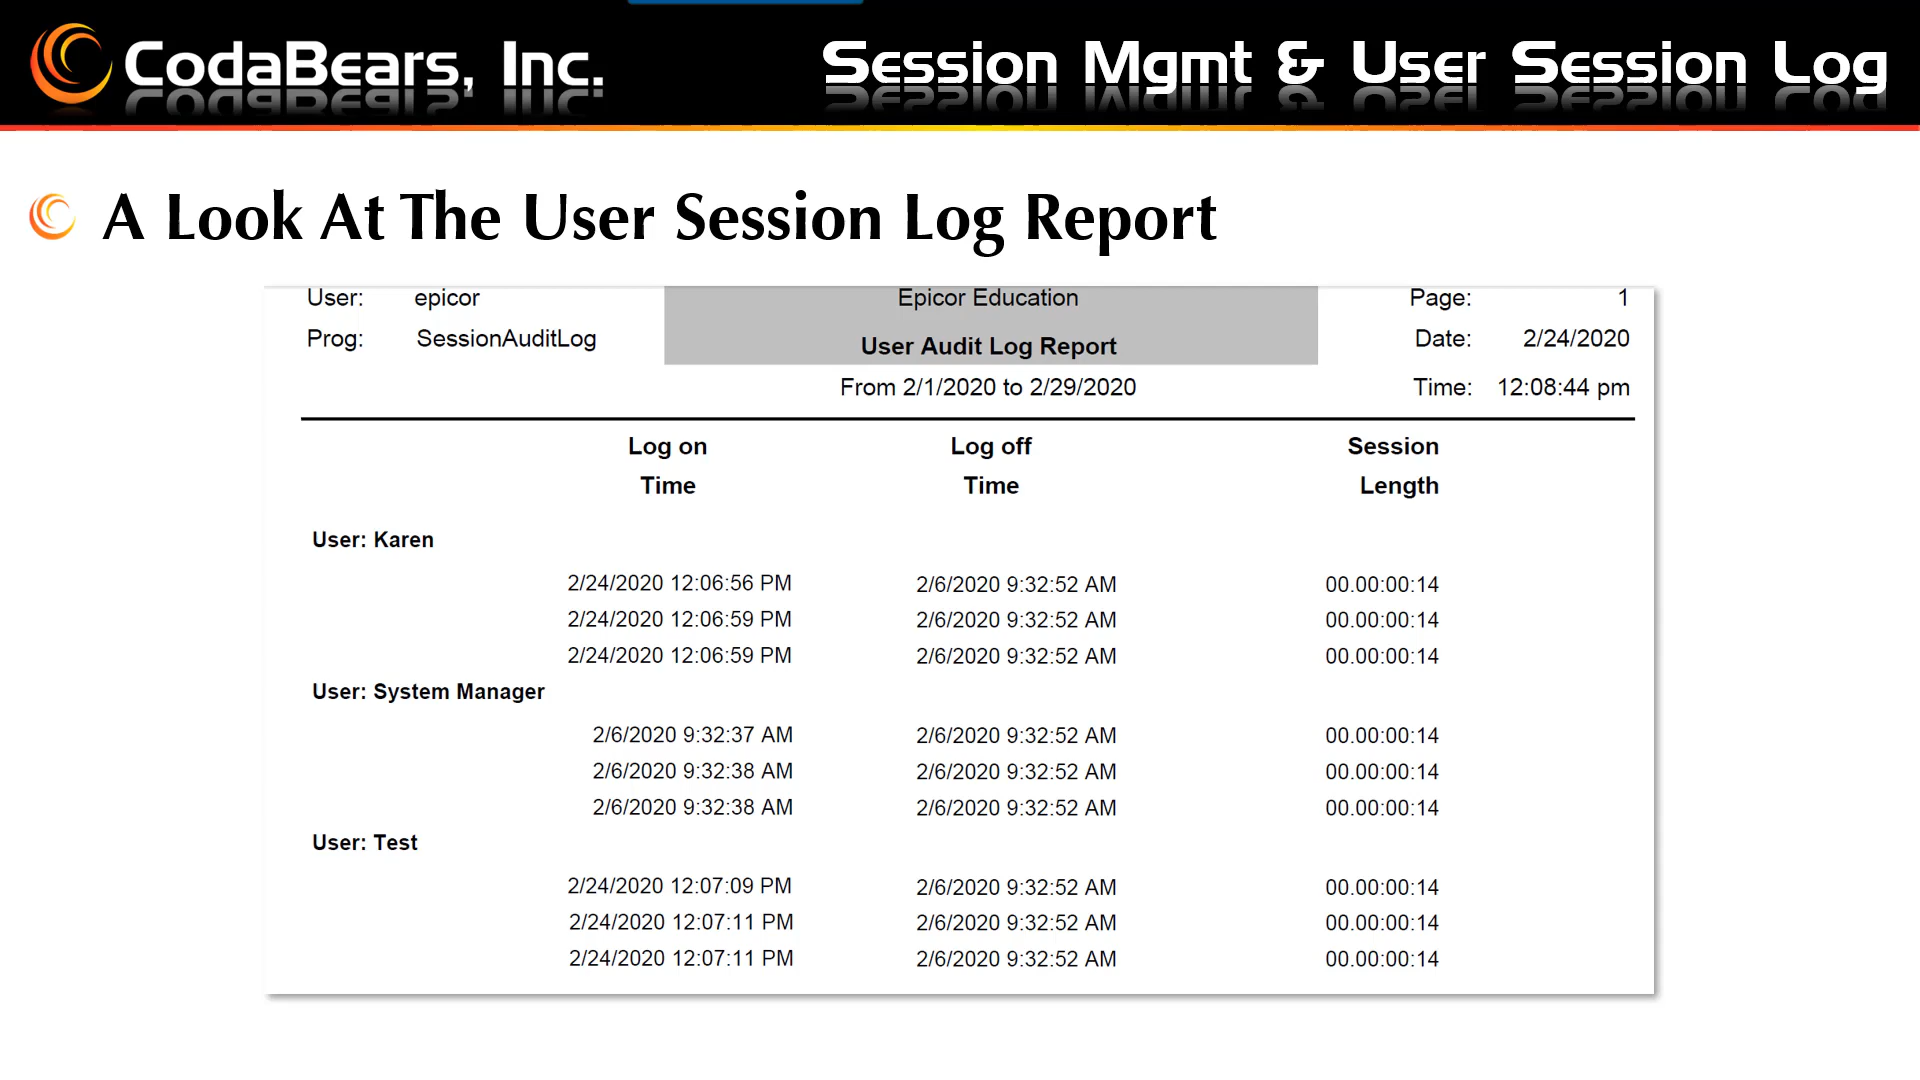 CodaBears, Inc.
Session Mgmt & User Session Log
A Look At The User Session Log Report
User: epicor Epicor Education Page: 1
Prog: SessionAuditLog User Audit Log Report Date: 2/24/2020
From 2/1/2020 to 2/29/2020 Time: 12:08:44 pm
Log on Log off Session
Time Time Length
User: Karen
2/24/2020 12:06:56 PM 2/6/2020 9:32:52 AM 00.00:00:14
2/24/2020 12:06:59 PM 2/6/2020 9:32:52 AM 00.00:00:14
2/24/2020 12:06:59 PM 2/6/2020 9:32:52 AM 00.00:00:14
User: System Manager
2/6/2020 9:32:37 AM 2/6/2020 9:32:52 AM 00.00:00:14
2/6/2020 9:32:38 AM 2/6/2020 9:32:52 AM 00.00:00:14
2/6/2020 9:32:38 AM 2/6/2020 9:32:52 AM 00.00:00:14
User: Test
2/24/2020 12:07:09 PM 2/6/2020 9:32:52 AM 00.00:00:14
2/24/2020 12:07:11 PM 2/6/2020 9:32:52 AM 00.00:00:14
2/24/2020 12:07:11 PM 2/6/2020 9:32:52 AM 00.00:00:14